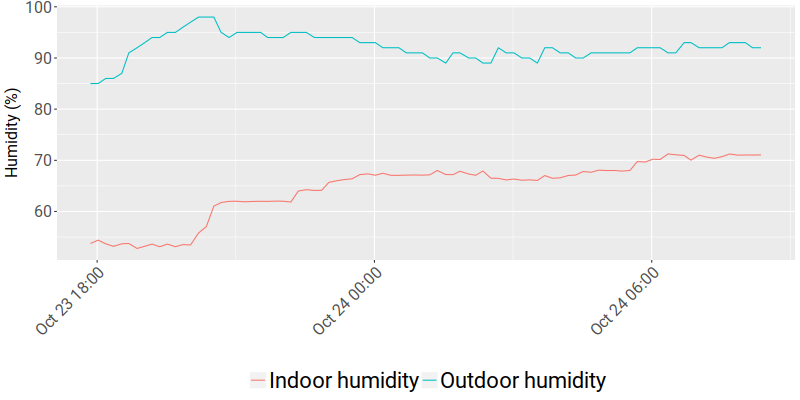 Humidity (%)
100
90
80
70
60
Oct 23 18:00
Oct 24 00:00
Oct 24 06:00
Indoor humidity
Outdoor humidity